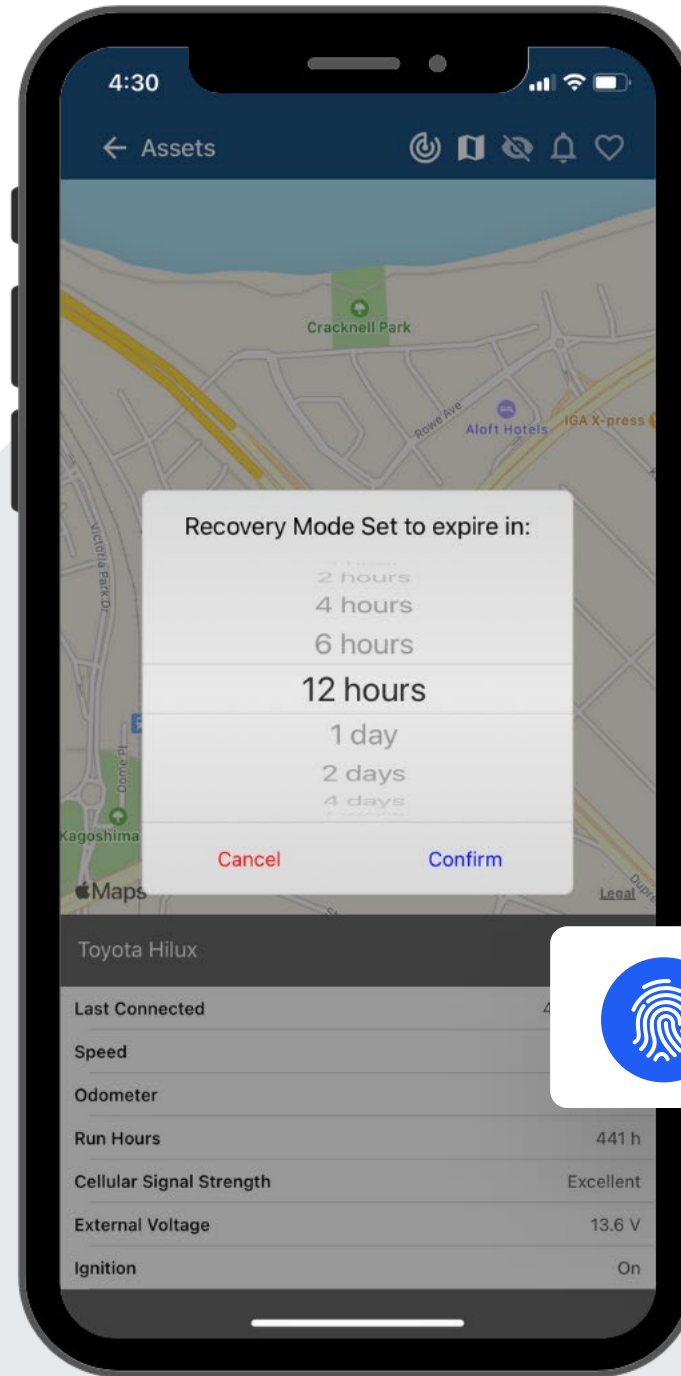 4:30
Assets
Cracknell Park
Rowe Ave
Aloft Hotels
IGA X-press
Victoria Park Dr
Recovery Mode Set to expire in:
2 hours
4 hours
6 hours
12 hours
1 day
2 days
4 days
Dome Pl
Kagoshima
Cancel
Confirm
Maps
Legal
Toyota Hilux
Last Connected
Speed
Odometer
Run Hours 441 h
Cellular Signal Strength Excellent
External Voltage 13.6 V
Ignition On